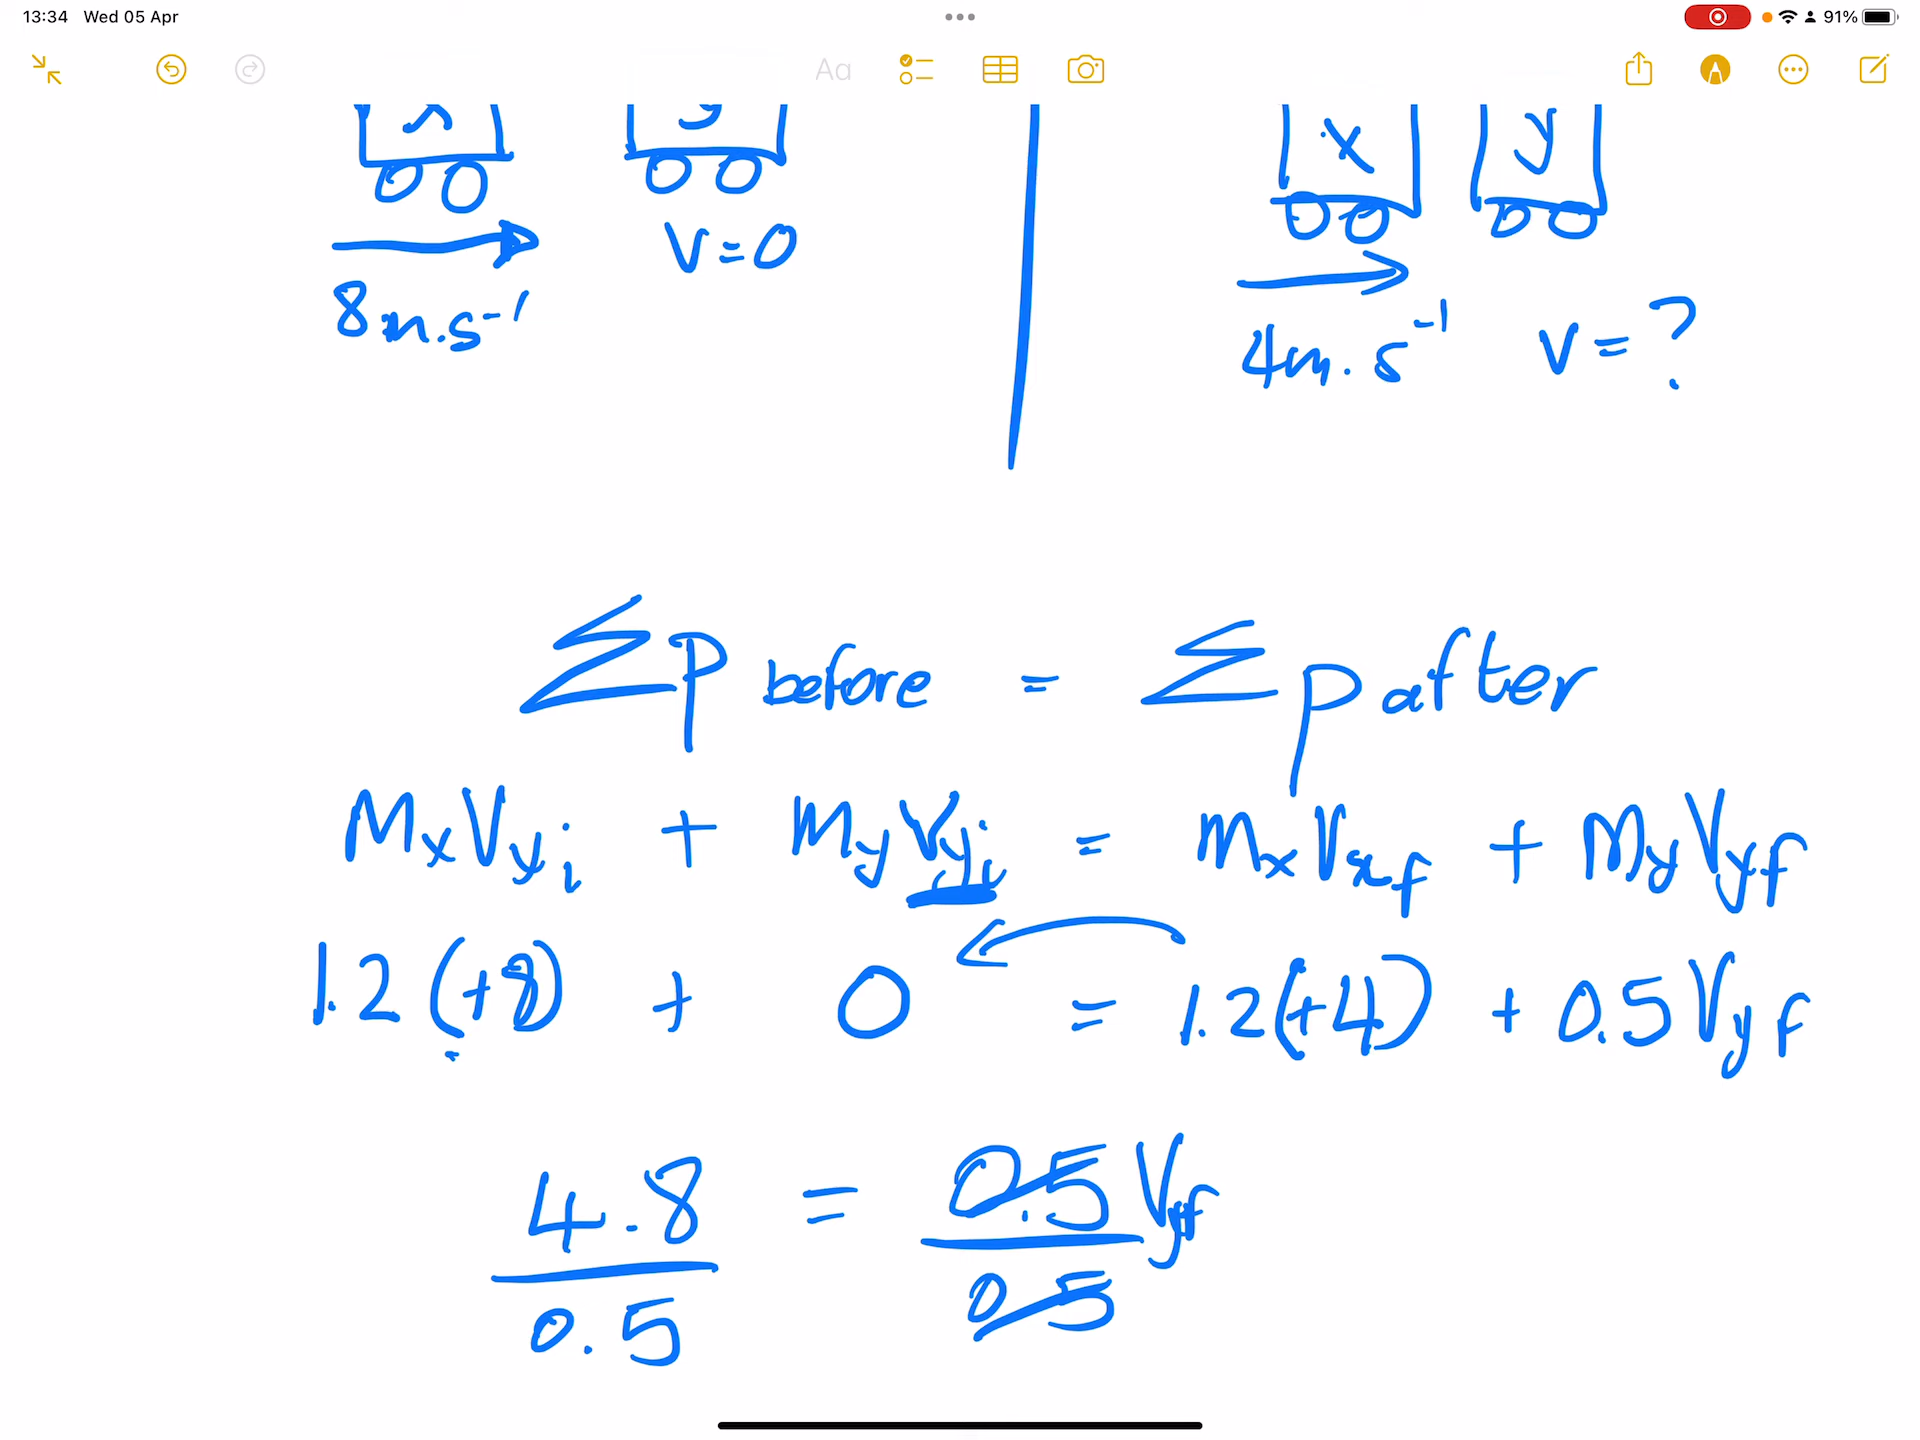 13:34 Wed 05 Apr
91%
Aa
x y x y
8m.s⁻¹ V=0 4m.s⁻¹ V=?
Σp before = Σp after
MxVyi + MyVyi = MxVxf + MyVyf
1.2(+8) + 0 = 1.2(+4) + 0.5Vyf
4.8 = 0.5Vyf
0.5 0.5